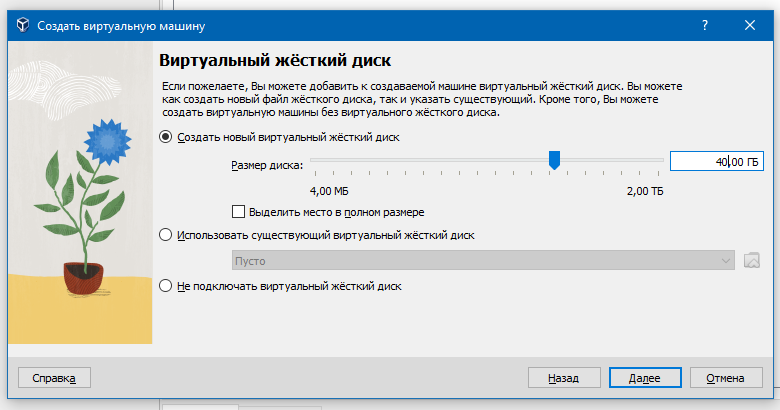 Создать виртуальную машину
Виртуальный жёсткий диск
Если пожелаете, Вы можете добавить к создаваемой машине виртуальный жёсткий диск. Вы можете
как создать новый файл жёсткого диска, так и указать существующий. Кроме того, Вы можете
создать виртуальную машины без виртуального жёсткого диска.
Создать новый виртуальный жёсткий диск
Размер диска:
40,00 ГБ
4,00 МБ
2,00 ТБ
Выделить место в полном размере
Использовать существующий виртуальный жёсткий диск
Пусто
Не подключать виртуальный жёсткий диск
Справка
Назад
Далее
Отмена